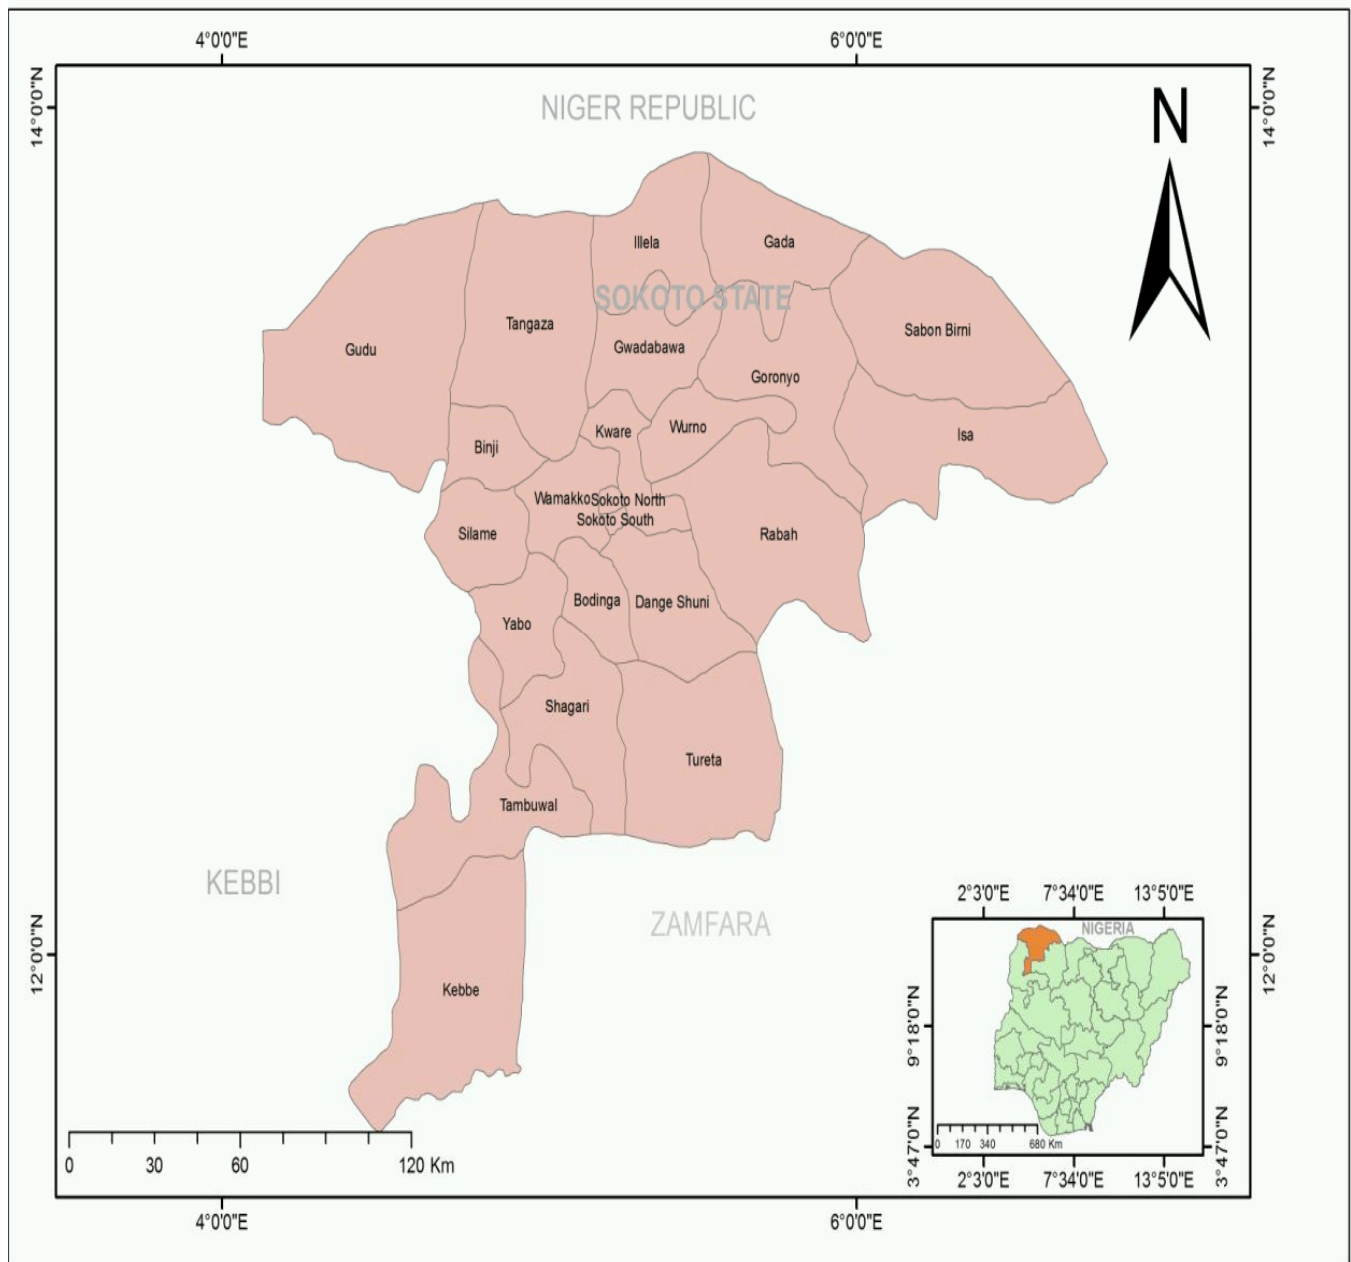 4°0'0"E 6°0'0"E
14°0'0"N 14°0'0"N
NIGER REPUBLIC
N
Illela Gada
SOKOTO STATE
Tangaza
Sabon Birni
Gudu
Gwadabawa
Goronyo
Wurno
Kware
Isa
Binji
Wamakko Sokoto North
Sokoto South
Silame
Rabah
Bodinga Dange Shuni
Yabo
Shagari
Tureta
Tambuwal
KEBBI
ZAMFARA
12°0'0"N 12°0'0"N
Kebbe
0 30 60 120 Km
4°0'0"E 6°0'0"E
2°3'0"E 7°34'0"E 13°5'0"E
NIGERIA
9°18'0"N 9°18'0"N
0 170 340 680 Km
3°47'0"N 3°47'0"N
2°3'0"E 7°34'0"E 13°5'0"E